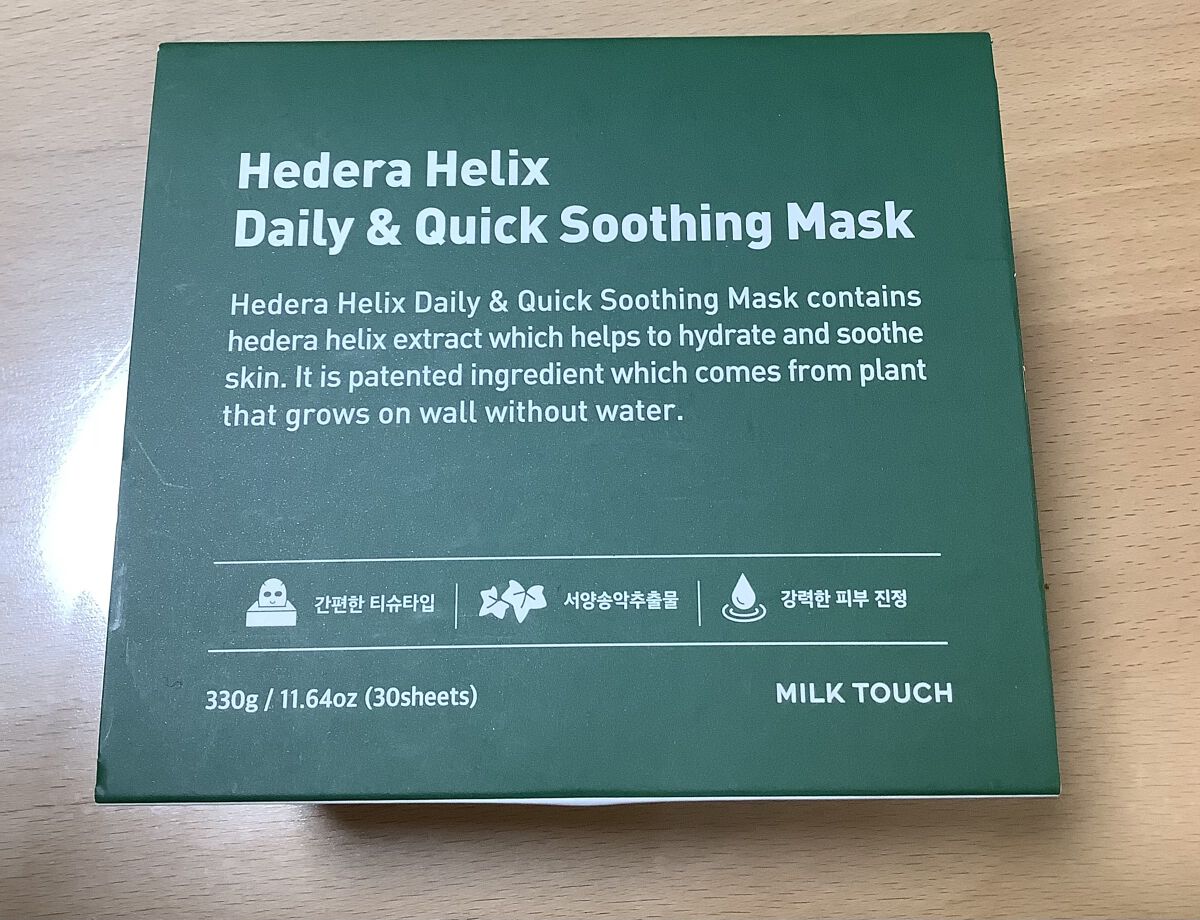 Hedera Helix
Daily & Quick Soothing Mask
Hedera Helix Daily & Quick Soothing Mask contains
hedera helix extract which helps to hydrate and soothe
skin. It is patented ingredient which comes from plant
that grows on wall without water.
간편한 티슈타입 서양송악추출물 강력한 피부 진정
330g / 11.64oz (30sheets) MILK TOUCH